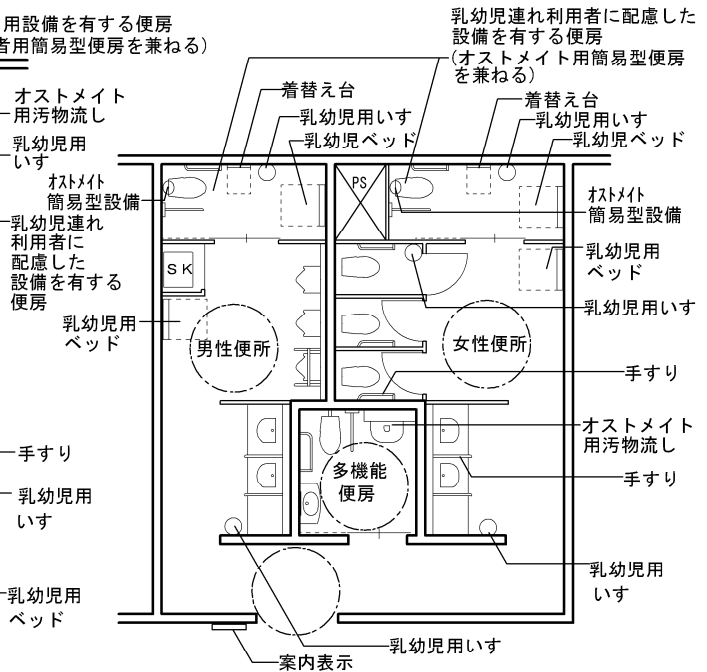 用設備を有する便房
者用簡易型便房を兼ねる)
乳幼児連れ利用者に配慮した
設備を有する便房
(オストメイト用簡易型便房
を兼ねる)
オストメイト
用汚物流し
乳幼児用
いす
着替え台
乳幼児用いす
乳幼児ベッド
着替え台
乳幼児用いす
乳幼児ベッド
オストメイト
簡易型設備
PS
オストメイト
簡易型設備
乳幼児連れ
利用者に
配慮した
設備を有する
便房
SK
乳幼児用
ベッド
乳幼児用
ベッド
乳幼児用いす
男性便所
女性便所
手すり
オストメイト
用汚物流し
手すり
多機能
便房
手すり
乳幼児用
いす
乳幼児用
いす
乳幼児用
ベッド
乳幼児用いす
案内表示